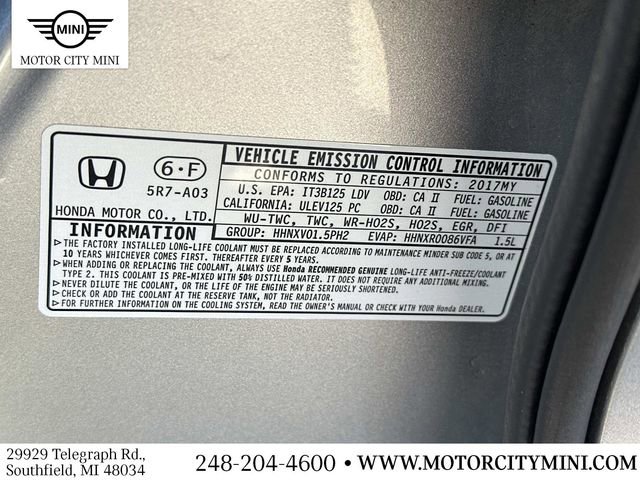 MINI
MOTOR CITY MINI
6·F
5R7-A03
HONDA MOTOR CO., LTD.
VEHICLE EMISSION CONTROL INFORMATION
CONFORMS TO REGULATIONS: 2017MY
U.S. EPA: IT3B125 LDV OBD: CA II FUEL: GASOLINE
CALIFORNIA: ULEV125 PC OBD: CA II FUEL: GASOLINE
WU-TWC, TWC, WR-HO2S, HO2S, EGR, DFI
GROUP: HHNXV01.5PH2 EVAP: HHNXR0086VFA 1.5L
INFORMATION
▷THE FACTORY INSTALLED LONG-LIFE COOLANT MUST BE REPLACED ACCORDING TO MAINTENANCE MINDER SUB CODE 5, OR AT
10 YEARS WHICHEVER COMES FIRST. THEREAFTER EVERY 5 YEARS.
▷WHEN ADDING OR REPLACING COOLANT, ALWAYS USE Honda RECOMMENDED GENUINE LONG-LIFE ANTI-FREEZE/COOLANT
TYPE 2. THIS COOLANT IS PRE-MIXED WITH 50% DISTILLED WATER. IT DOES NOT REQUIRE ANY ADDITIONAL MIXING.
▷NEVER DILUTE THE COOLANT, OR THE LIFE OF THE ENGINE MAY BE SERIOUSLY SHORTENED.
▷CHECK OR ADD THE COOLANT AT THE RESERVE TANK, NOT THE RADIATOR.
▷FOR FURTHER INFORMATION ON THE COOLING SYSTEM, READ THE OWNER'S MANUAL OR CHECK WITH YOUR Honda DEALER.
29929 Telegraph Rd.,
Southfield, MI 48034
248-204-4600 • WWW.MOTORCITYMINI.COM